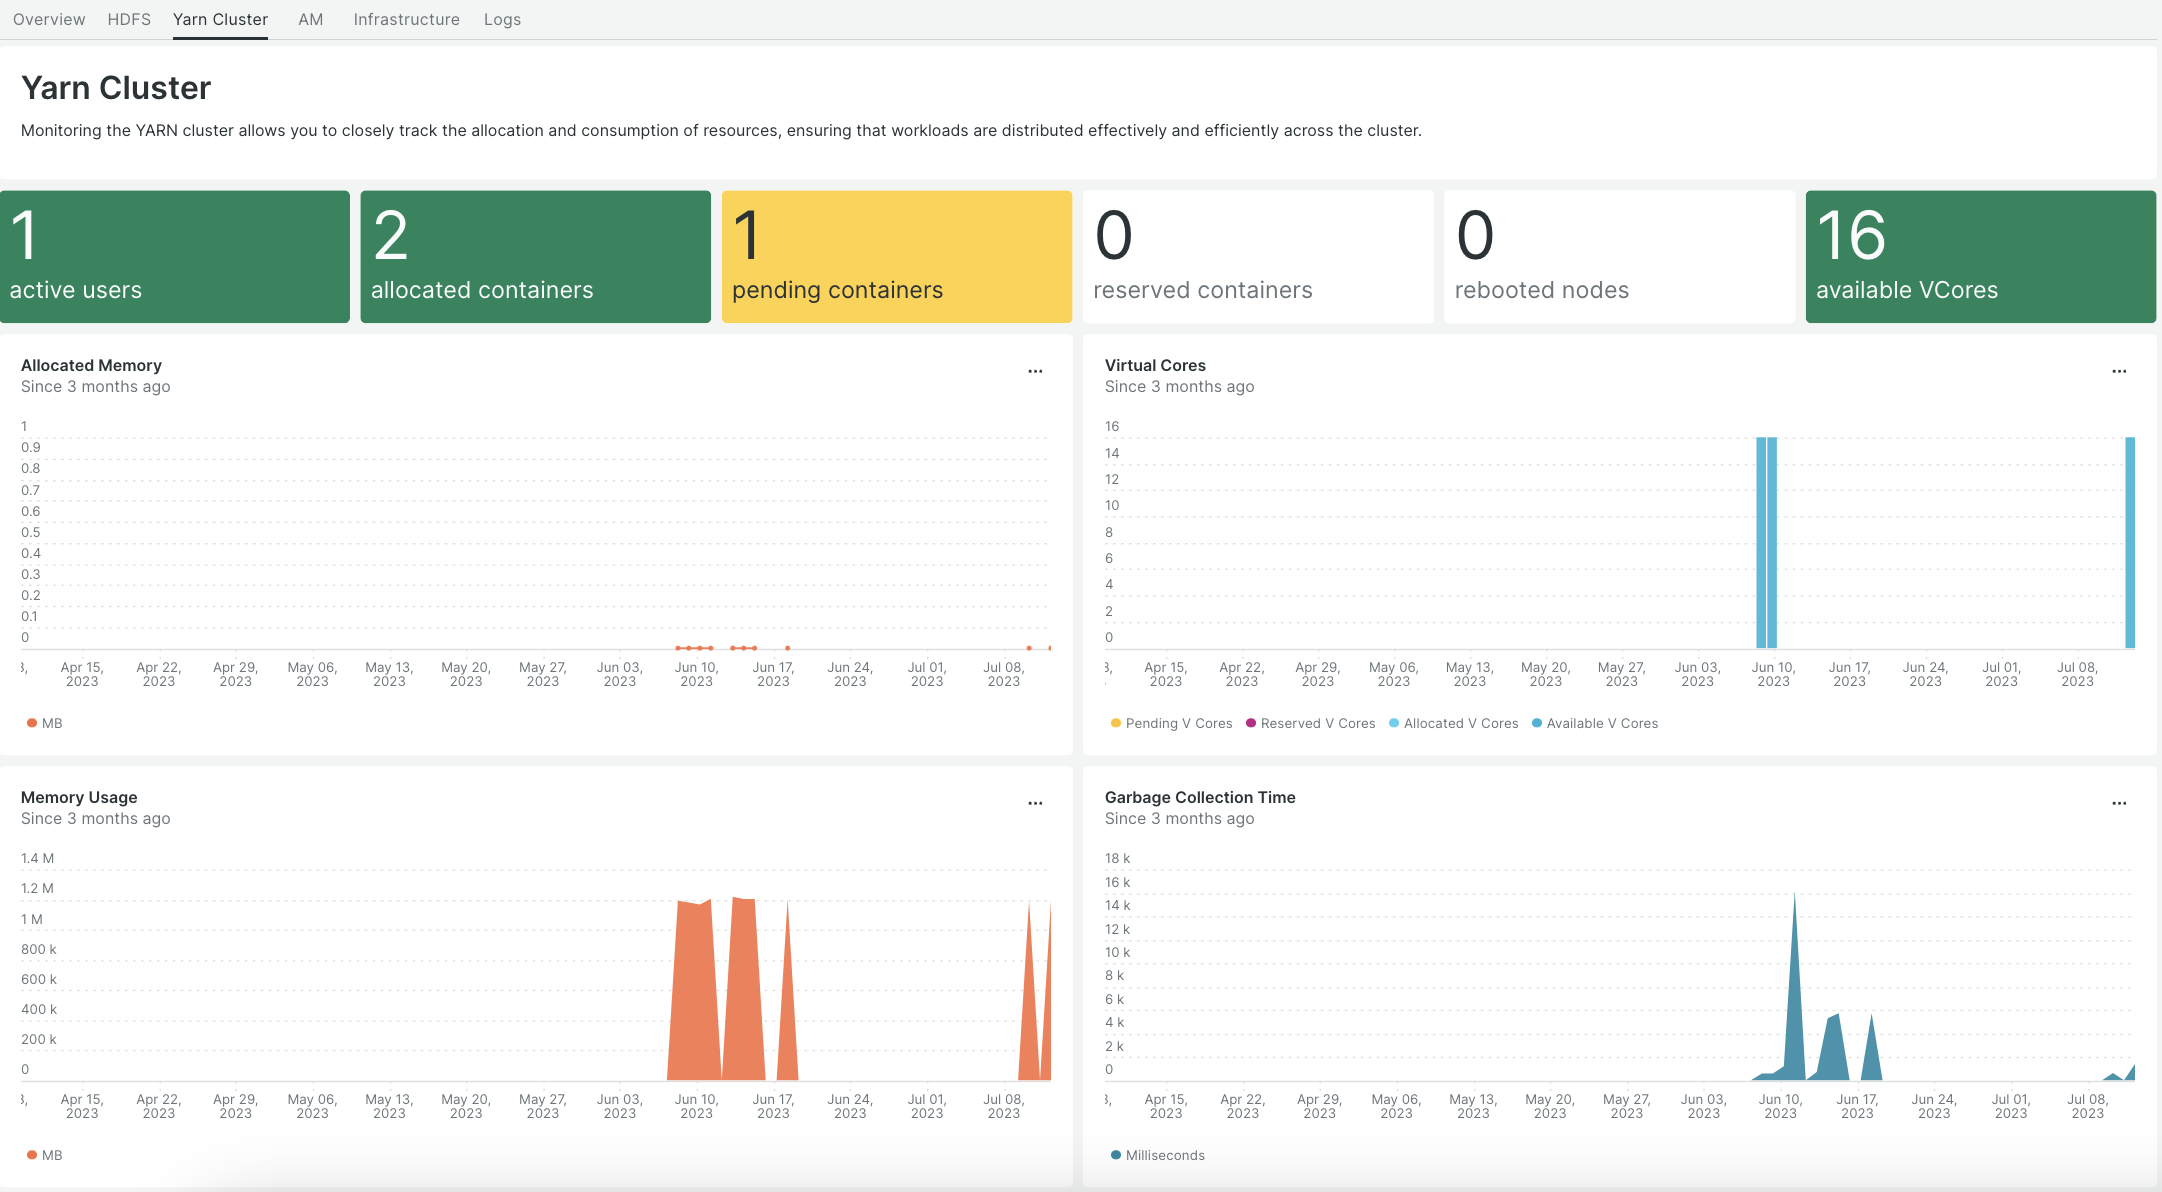 Overview HDFS Yarn Cluster AM Infrastructure Logs
Yarn Cluster
Monitoring the YARN cluster allows you to closely track the allocation and consumption of resources, ensuring that workloads are distributed effectively and efficiently across the cluster.
1
active users
2
allocated containers
1
pending containers
0
reserved containers
0
rebooted nodes
16
available VCores
Allocated Memory
...
Since 3 months ago
1
0.9
0.8
0.7
0.6
0.5
0.4
0.3
0.2
0.1
0
Apr 15, Apr 22, Apr 29, May 06, May 13, May 20, May 27, Jun 03, Jun 10, Jun 17, Jun 24, Jul 01, Jul 08,
2023 2023 2023 2023 2023 2023 2023 2023 2023 2023 2023 2023 2023
MB
Virtual Cores
...
Since 3 months ago
16
14
12
10
8
6
4
2
0
Apr 15, Apr 22, Apr 29, May 06, May 13, May 20, May 27, Jun 03, Jun 10, Jun 17, Jun 24, Jul 01, Jul 08,
2023 2023 2023 2023 2023 2023 2023 2023 2023 2023 2023 2023 2023
Pending V Cores Reserved V Cores Allocated V Cores Available V Cores
Memory Usage
...
Since 3 months ago
1.4 M
1.2 M
1 M
800 k
600 k
400 k
200 k
0
Apr 15, Apr 22, Apr 29, May 06, May 13, May 20, May 27, Jun 03, Jun 10, Jun 17, Jun 24, Jul 01, Jul 08,
2023 2023 2023 2023 2023 2023 2023 2023 2023 2023 2023 2023 2023
MB
Garbage Collection Time
...
Since 3 months ago
18 k
16 k
14 k
12 k
10 k
8 k
6 k
4 k
2 k
0
Apr 15, Apr 22, Apr 29, May 06, May 13, May 20, May 27, Jun 03, Jun 10, Jun 17, Jun 24, Jul 01, Jul 08,
2023 2023 2023 2023 2023 2023 2023 2023 2023 2023 2023 2023 2023
Milliseconds